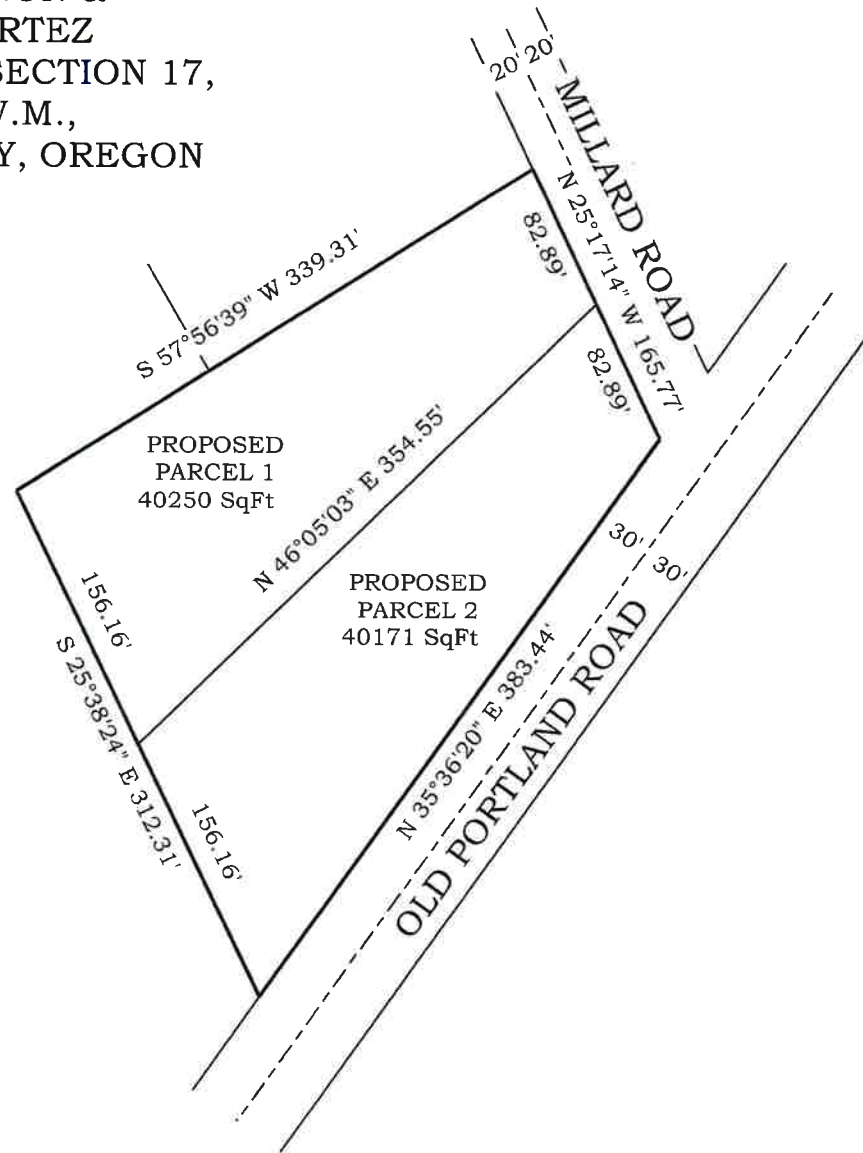 RTEZ
SECTION 17,
W.M.,
Y, OREGON
20'
20'
MILLARD ROAD
N 25°17'14" W 165.77'
82.89'
82.89'
S 57°56'39" W 339.31'
PROPOSED
PARCEL 1
40250 SqFt
N 46°05'03" E 354.55'
PROPOSED
PARCEL 2
40171 SqFt
156.16'
S 25°38'24" E 312.31'
156.16'
30'
30'
N 35°36'20" E 383.44'
OLD PORTLAND ROAD